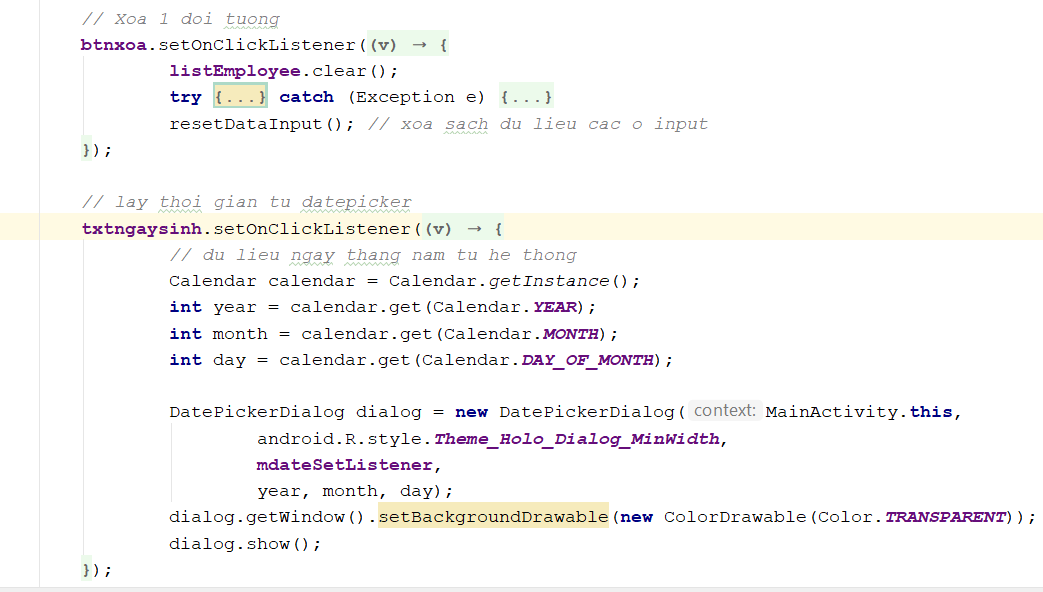 // Xoa 1 doi tuong
btnxoa.setOnClickListener((v) → {
listEmployee.clear();
try {...} catch (Exception e) {...}
resetDataInput(); // xoa sach du lieu cac o input
});
// lay thoi gian tu datepicker
txtngaysinh.setOnClickListener((v) → {
// du lieu ngay thang nam tu he thong
Calendar calendar = Calendar.getInstance();
int year = calendar.get(Calendar.YEAR);
int month = calendar.get(Calendar.MONTH);
int day = calendar.get(Calendar.DAY_OF_MONTH);
DatePickerDialog dialog = new DatePickerDialog( context: MainActivity.this,
android.R.style.Theme_Holo_Dialog_MinWidth,
mdateSetListener,
year, month, day);
dialog.getWindow().setBackgroundDrawable(new ColorDrawable(Color.TRANSPARENT));
dialog.show();
});